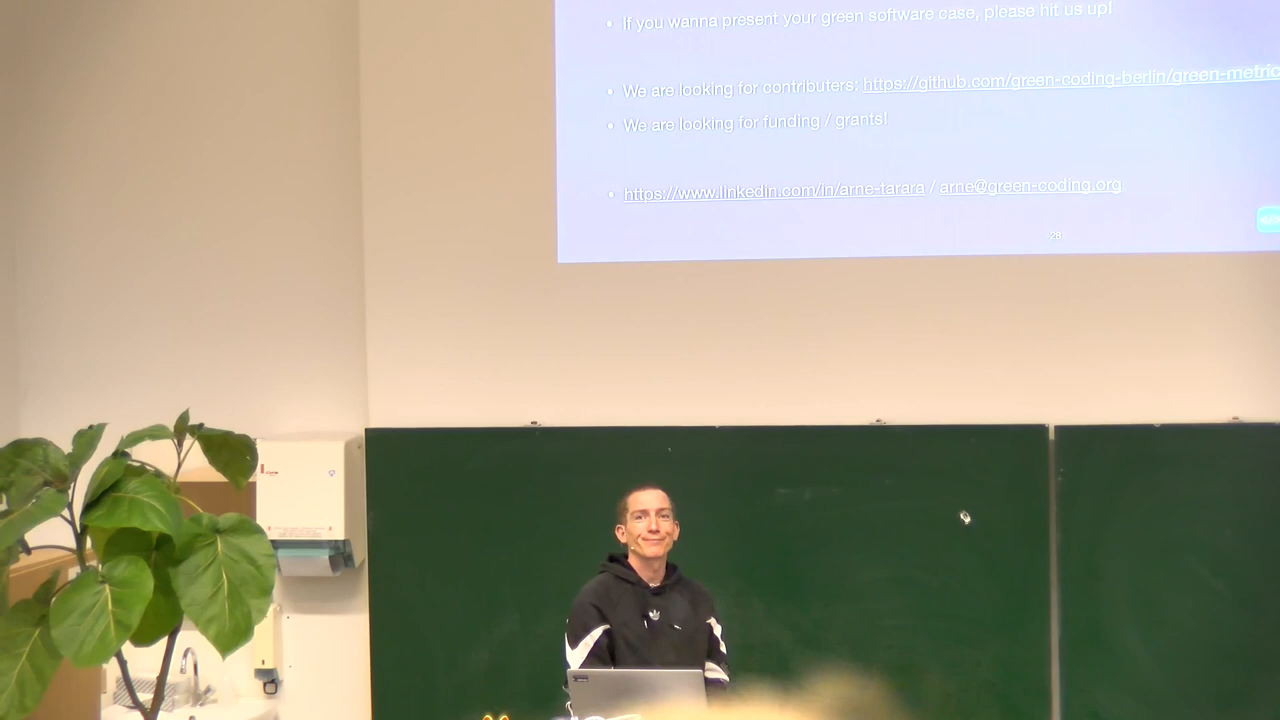 If you wanna present your green software case, please hit us up!
We are looking for contributers: https://github.com/green-coding-berlin/green-metric
We are looking for funding / grants!
https://www.linkedin.com/in/arne-tarara / arne@green-coding.org
28